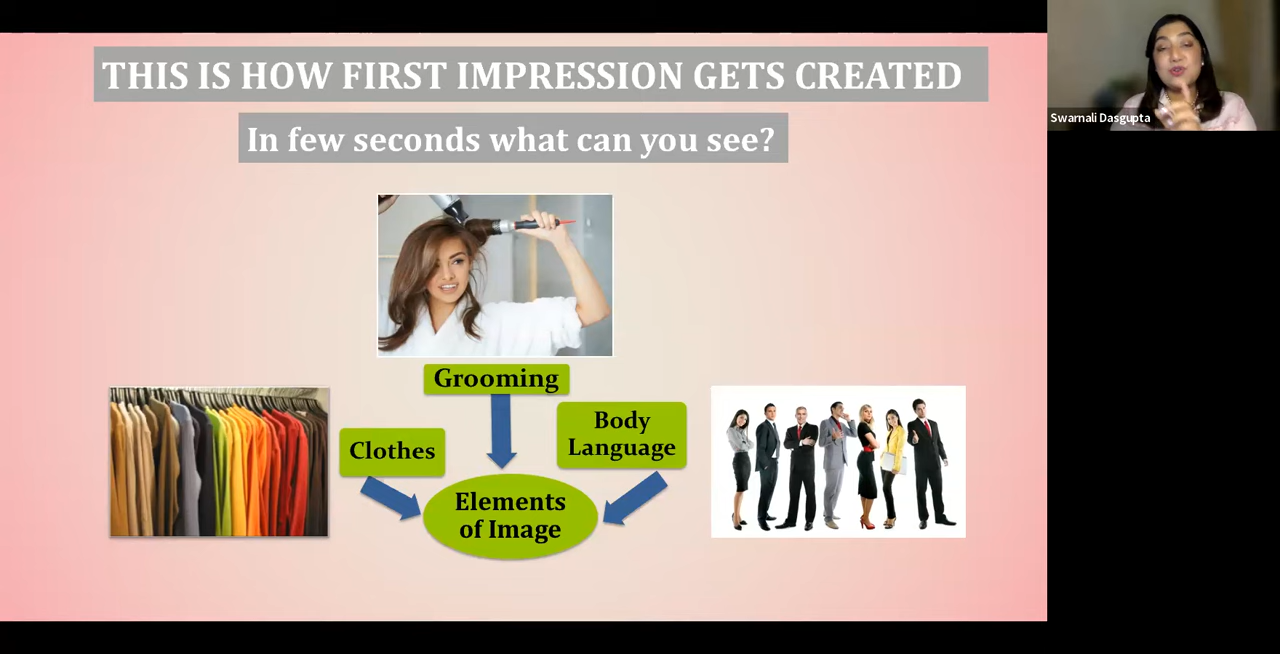 THIS IS HOW FIRST IMPRESSION GETS CREATED
In few seconds what can you see?
Swarnali Dasgupta
Grooming
Body
Language
Clothes
Elements
of Image